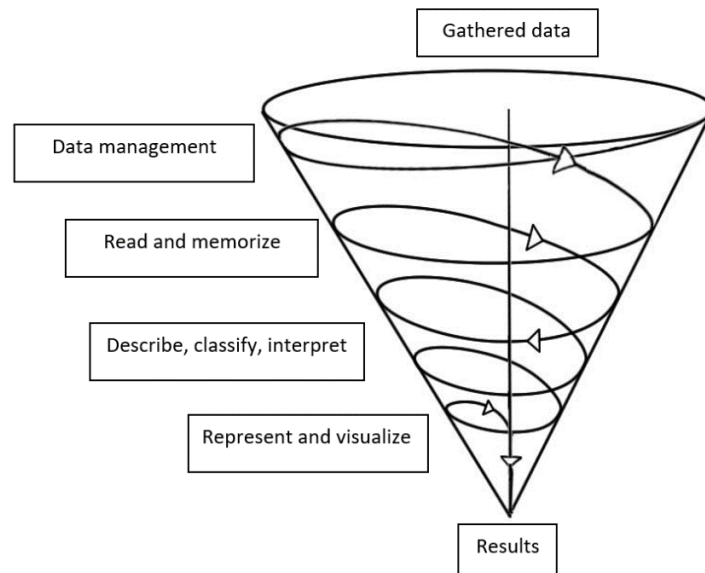 Gathered data
Data management
Read and memorize
Describe, classify, interpret
Represent and visualize
Results